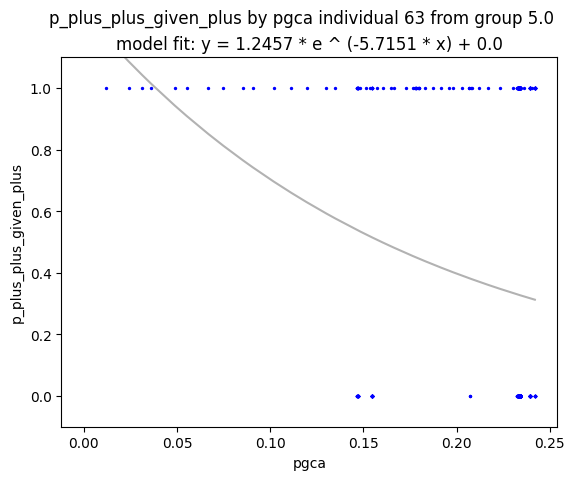 p_plus_plus_given_plus by pgca individual 63 from group 5.0
model fit: y = 1.2457 * e ^ (-5.7151 * x) + 0.0
p_plus_plus_given_plus
1.0
0.8
0.6
0.4
0.2
0.0
0.00 0.05 0.10 0.15 0.20 0.25
pgca